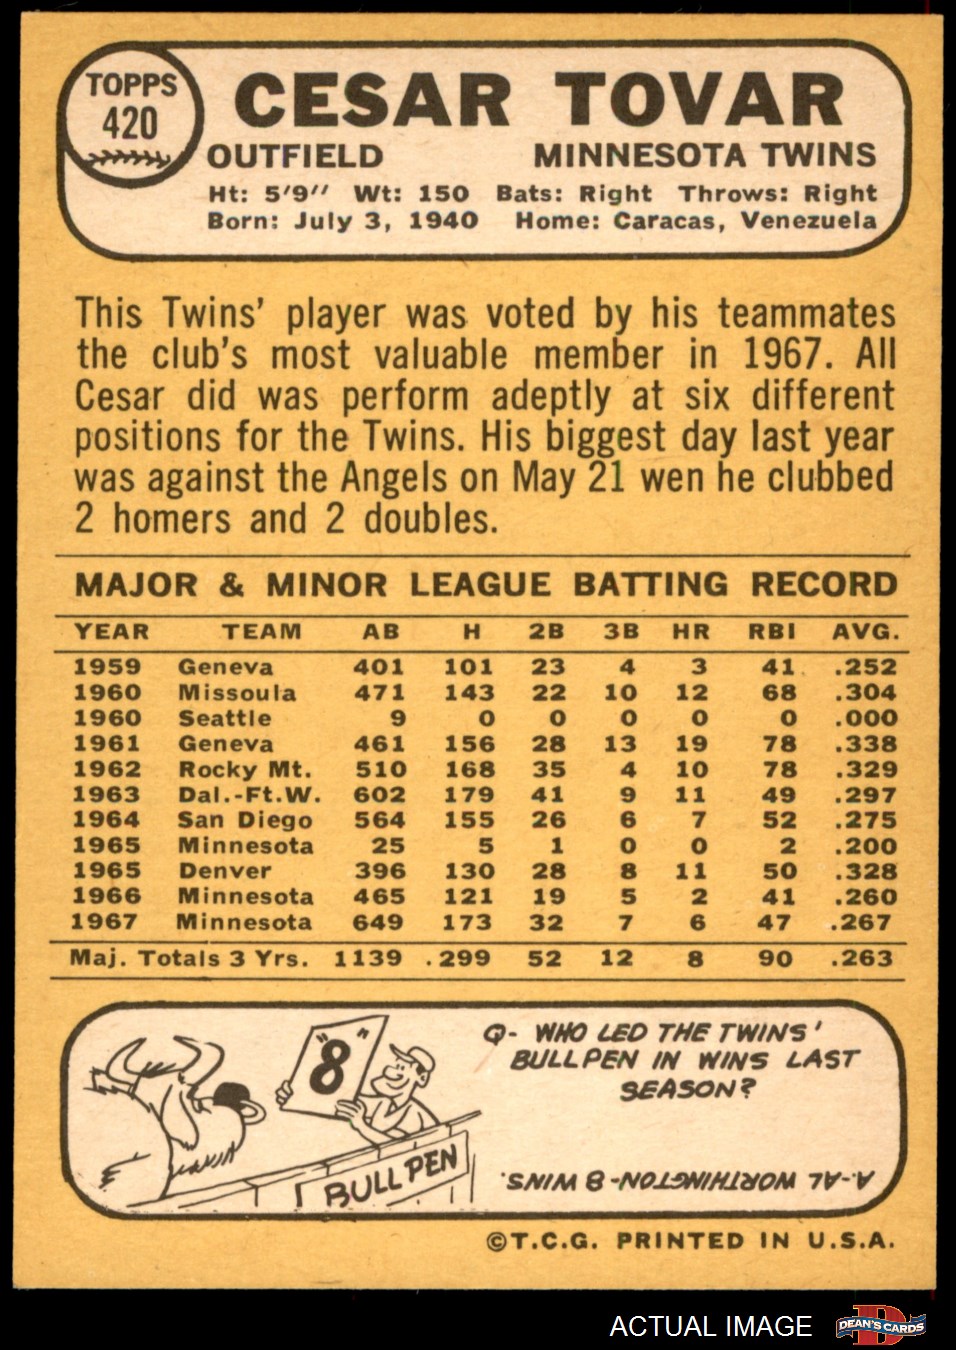 TOPPS
420
CESAR TOVAR
OUTFIELD MINNESOTA TWINS
Ht: 5'9" Wt: 150 Bats: Right Throws: Right
Born: July 3, 1940 Home: Caracas, Venezuela
This Twins' player was voted by his teammates
the club's most valuable member in 1967. All
Cesar did was perform adeptly at six different
positions for the Twins. His biggest day last year
was against the Angels on May 21 wen he clubbed
2 homers and 2 doubles.
MAJOR & MINOR LEAGUE BATTING RECORD
YEAR TEAM AB H 2B 3B HR RBI AVG.
1959 Geneva 401 101 23 4 3 41 .252
1960 Missoula 471 143 22 10 12 68 .304
1960 Seattle 9 0 0 0 0 0 .000
1961 Geneva 461 156 28 13 19 78 .338
1962 Rocky Mt. 510 168 35 4 10 78 .329
1963 Dal.-Ft.W. 602 179 41 9 11 49 .297
1964 San Diego 564 155 26 6 7 52 .275
1965 Minnesota 25 5 1 0 0 2 .200
1965 Denver 396 130 28 8 11 50 .328
1966 Minnesota 465 121 19 5 2 41 .260
1967 Minnesota 649 173 32 7 6 47 .267
Maj. Totals 3 Yrs. 1139 .299 52 12 8 90 .263
"8"
BULL PEN
Q- WHO LED THE TWINS'
BULLPEN IN WINS LAST
SEASON?
A-AL WORTHINGTON-8 WINS.
©T.C.G. PRINTED IN U.S.A.
ACTUAL IMAGE
D
DEAN'S CARDS